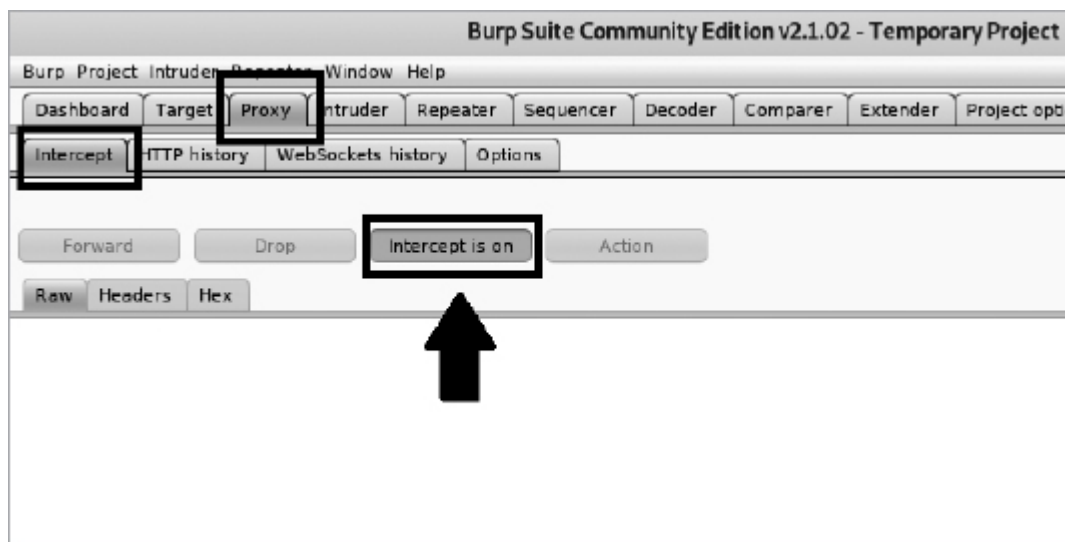 Burp Suite Community Edition v2.1.02 - Temporary Project
Burp Project Intruder Repeater Window Help
Dashboard Target Proxy Intruder Repeater Sequencer Decoder Comparer Extender Project opti
Intercept HTTP history WebSockets history Options
Forward Drop Intercept is on Action
Raw Headers Hex